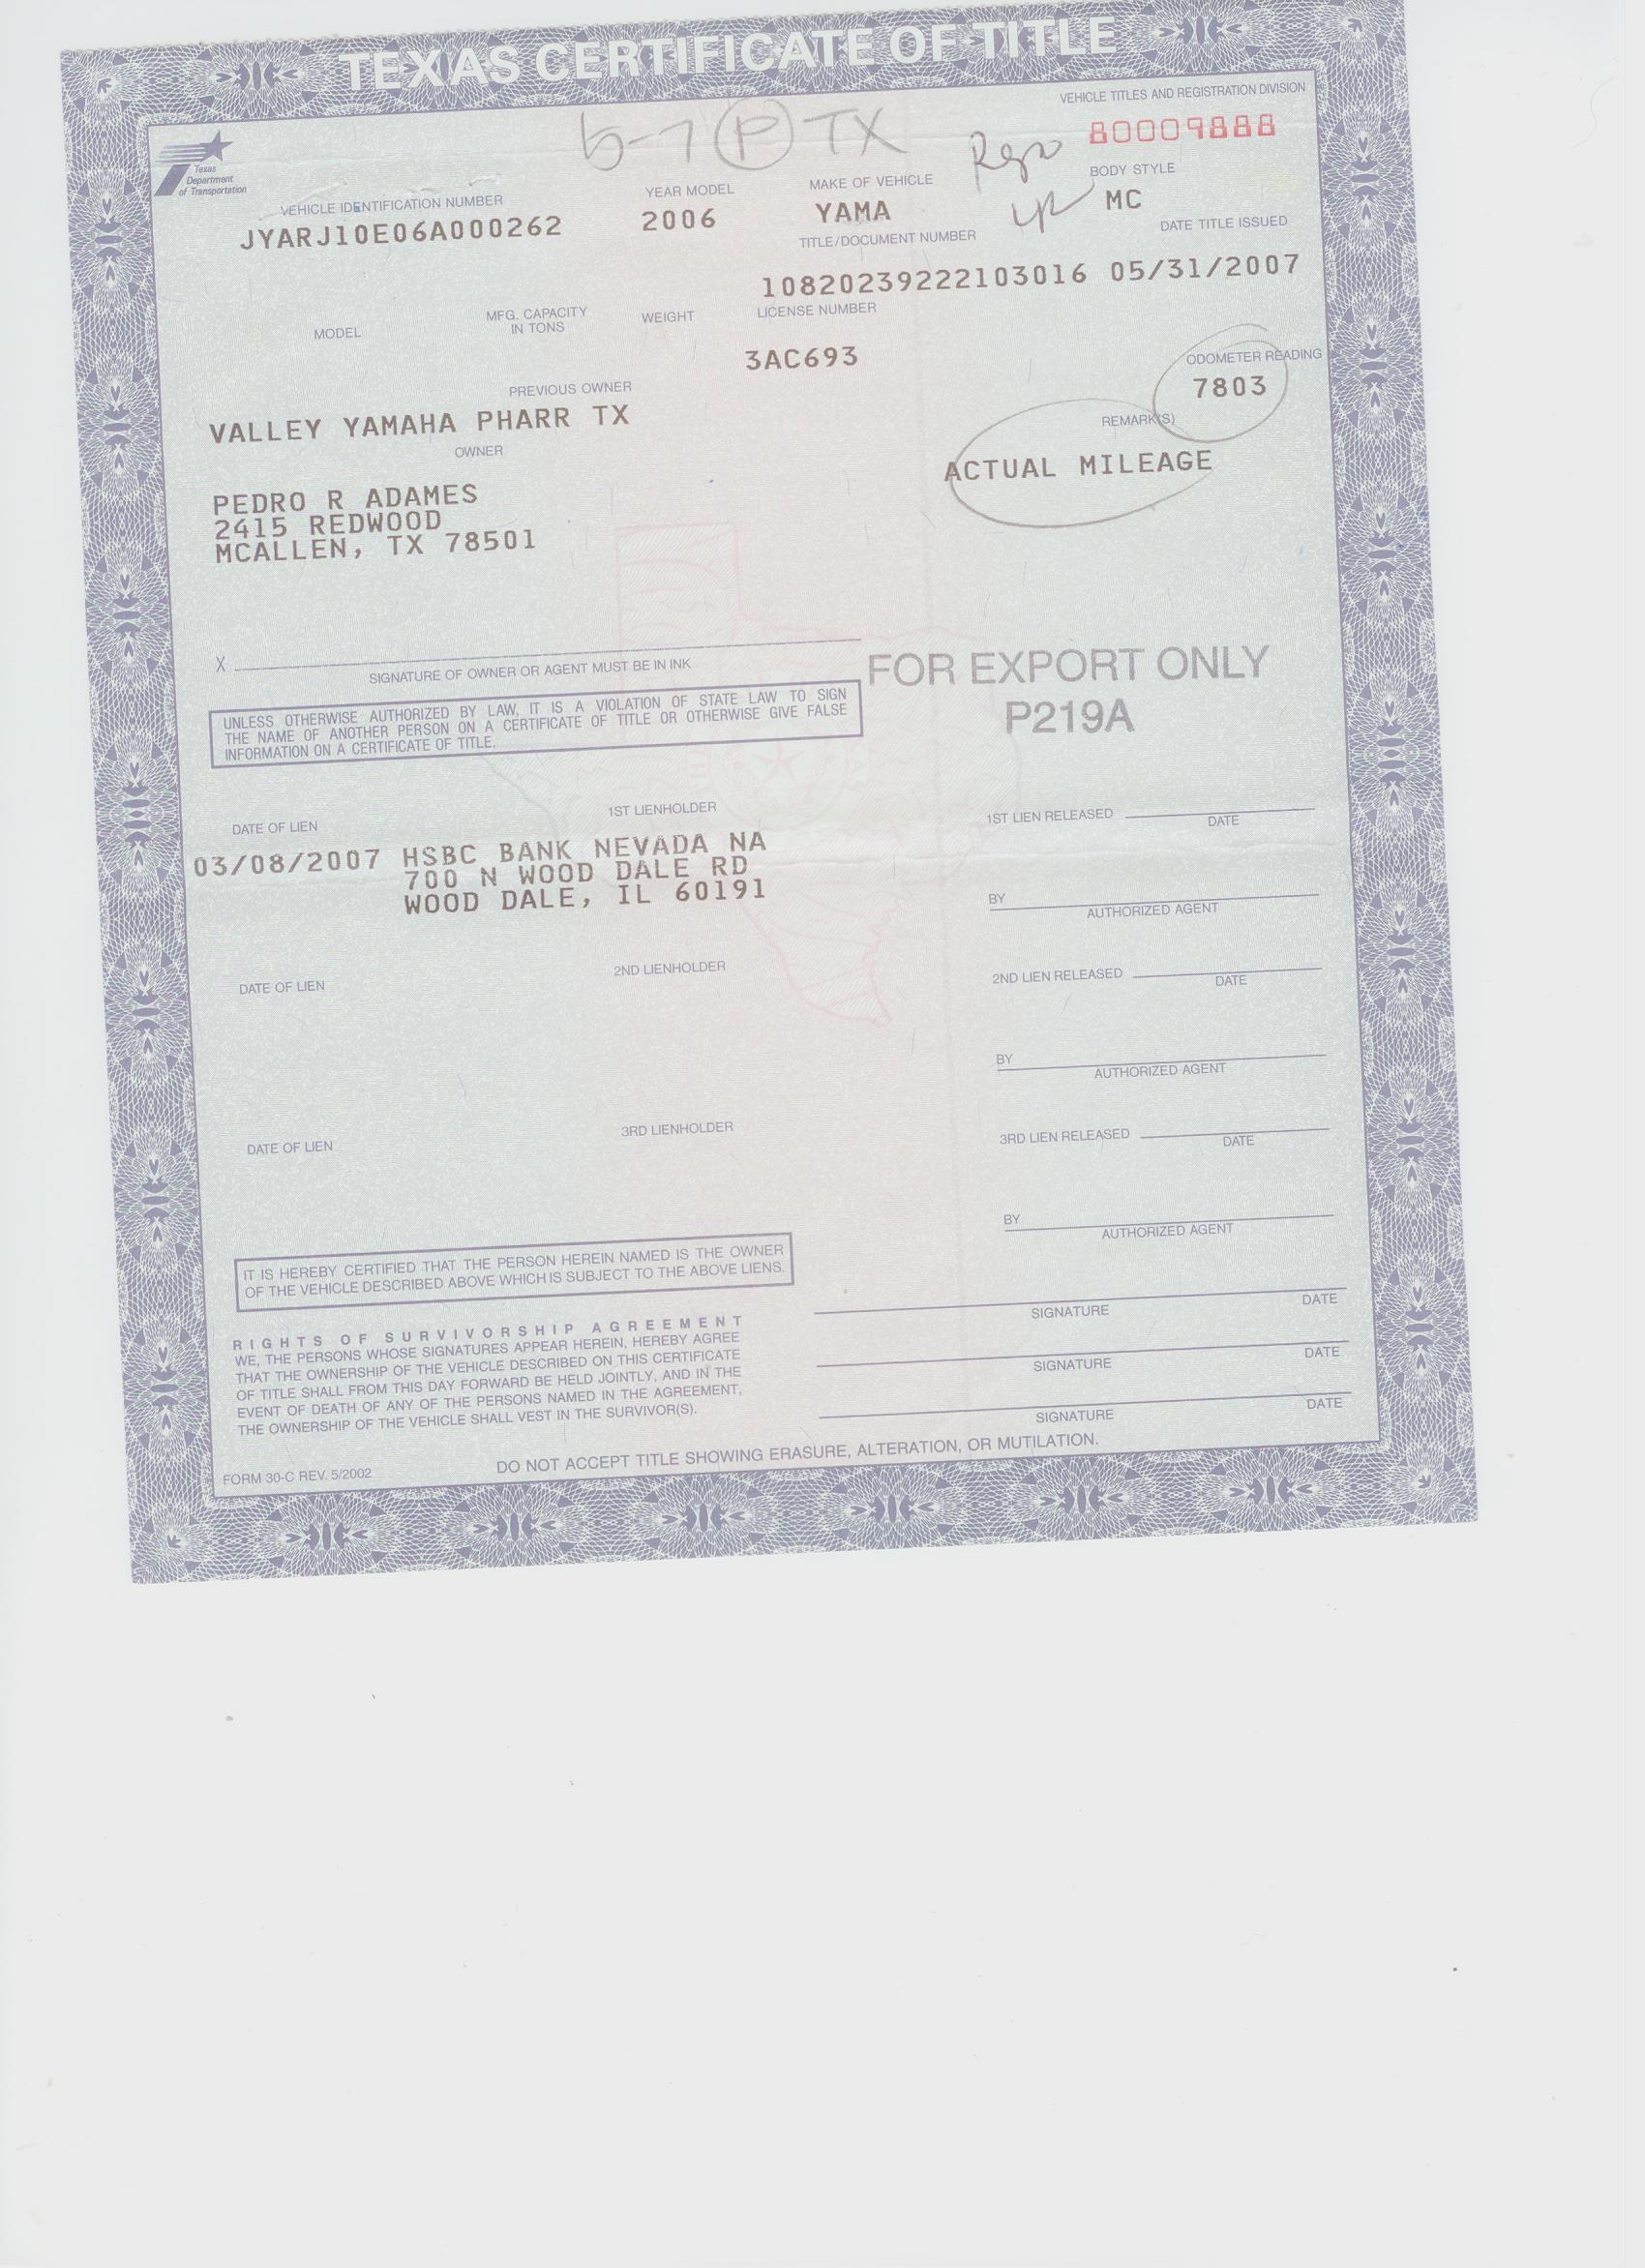 TEXAS CERTIFICATE OF TITLE
VEHICLE TITLES AND REGISTRATION DIVISION
5-7 P TX
80009888
Texas
Department
of Transportation
VEHICLE IDENTIFICATION NUMBER YEAR MODEL MAKE OF VEHICLE BODY STYLE
JYARJ10E06A000262 2006 YAMA MC
TITLE/DOCUMENT NUMBER DATE TITLE ISSUED
10820239222103016 05/31/2007
MODEL MFG. CAPACITY
IN TONS WEIGHT LICENSE NUMBER
3AC693
ODOMETER READING
7803
PREVIOUS OWNER
VALLEY YAMAHA PHARR TX
REMARK(S)
ACTUAL MILEAGE
OWNER
PEDRO R ADAMES
2415 REDWOOD
MCALLEN, TX 78501
X
SIGNATURE OF OWNER OR AGENT MUST BE IN INK
FOR EXPORT ONLY
P219A
UNLESS OTHERWISE AUTHORIZED BY LAW, IT IS A VIOLATION OF STATE LAW TO SIGN
THE NAME OF ANOTHER PERSON ON A CERTIFICATE OF TITLE OR OTHERWISE GIVE FALSE
INFORMATION ON A CERTIFICATE OF TITLE.
DATE OF LIEN 1ST LIENHOLDER
03/08/2007 HSBC BANK NEVADA NA
700 N WOOD DALE RD
WOOD DALE, IL 60191
1ST LIEN RELEASED
DATE
BY
AUTHORIZED AGENT
DATE OF LIEN 2ND LIENHOLDER
2ND LIEN RELEASED
DATE
BY
AUTHORIZED AGENT
DATE OF LIEN 3RD LIENHOLDER
3RD LIEN RELEASED
DATE
BY
AUTHORIZED AGENT
IT IS HEREBY CERTIFIED THAT THE PERSON HEREIN NAMED IS THE OWNER
OF THE VEHICLE DESCRIBED ABOVE WHICH IS SUBJECT TO THE ABOVE LIENS.
RIGHTS OF SURVIVORSHIP AGREEMENT
WE, THE PERSONS WHOSE SIGNATURES APPEAR HEREIN, HEREBY AGREE
THAT THE OWNERSHIP OF THE VEHICLE DESCRIBED ON THIS CERTIFICATE
OF TITLE SHALL FROM THIS DAY FORWARD BE HELD JOINTLY, AND IN THE
EVENT OF DEATH OF ANY OF THE PERSONS NAMED IN THE AGREEMENT,
THE OWNERSHIP OF THE VEHICLE SHALL VEST IN THE SURVIVOR(S).
SIGNATURE DATE
SIGNATURE DATE
SIGNATURE DATE
FORM 30-C REV. 5/2002
DO NOT ACCEPT TITLE SHOWING ERASURE, ALTERATION, OR MUTILATION.